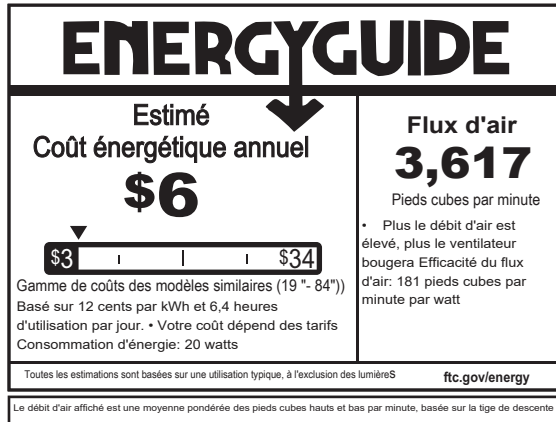 ENERGYGUIDE
Estimé
Coût énergétique annuel
$6
$3
$34
Gamme de coûts des modèles similaires (19 "- 84"))
Basé sur 12 cents par kWh et 6,4 heures
d'utilisation par jour. • Votre coût dépend des tarifs
Consommation d'énergie: 20 watts
Flux d'air
3,617
Pieds cubes par minute
• Plus le débit d'air est
élevé, plus le ventilateur
bougera Efficacité du flux
d'air: 181 pieds cubes par
minute par watt
Toutes les estimations sont basées sur une utilisation typique, à l'exclusion des lumièreS
ftc.gov/energy
Le débit d'air affiché est une moyenne pondérée des pieds cubes hauts et bas par minute, basée sur la tige de descente